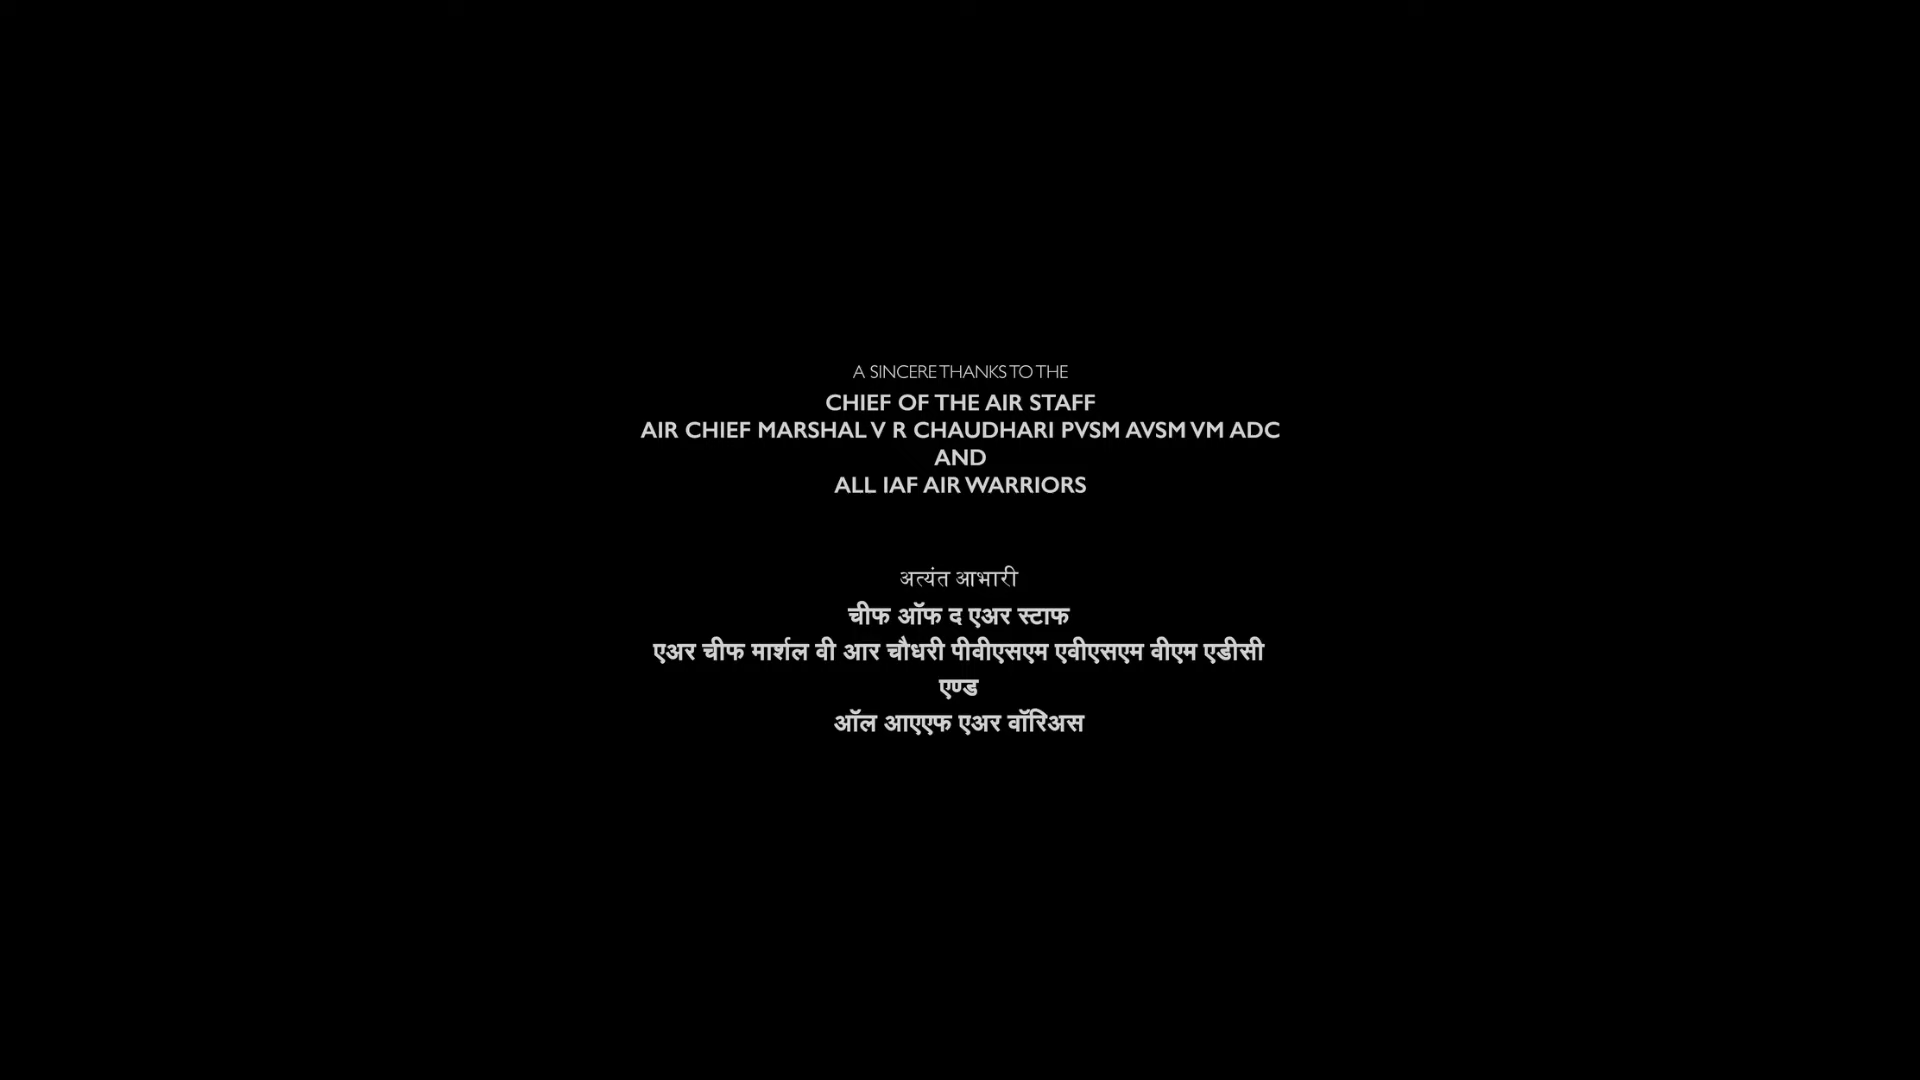 A SINCERE THANKS TO THE
CHIEF OF THE AIR STAFF
AIR CHIEF MARSHAL V R CHAUDHARI PVSM AVSM VM ADC
AND
ALL IAF AIR WARRIORS
अत्यंत आभारी
चीफ ऑफ द एअर स्टाफ
एअर चीफ मार्शल वी आर चौधरी पीवीएसएम एवीएसएम वीएम एडीसी
एण्ड
ऑल आएएफ एअर वॉरिअस